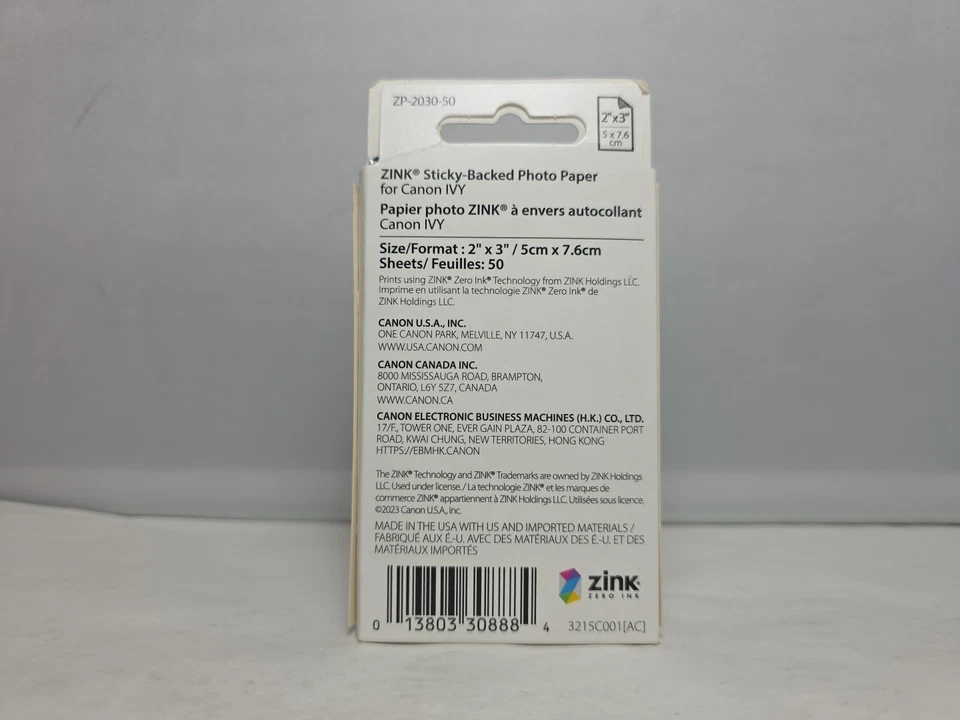 ZP-2030-50
2"x3"
5 x 7.6
cm
ZINK® Sticky-Backed Photo Paper
for Canon IVY
Papier photo ZINK® à envers autocollant
Canon IVY
Size/Format : 2" x 3" / 5cm x 7.6cm
Sheets/ Feuilles: 50
Prints using ZINK® Zero Ink® Technology from ZINK Holdings LLC.
Imprime en utilisant la technologie ZINK® Zero Ink® de
ZINK Holdings LLC.
CANON U.S.A., INC.
ONE CANON PARK, MELVILLE, NY 11747, U.S.A.
WWW.USA.CANON.COM
CANON CANADA INC.
8000 MISSISSAUGA ROAD, BRAMPTON,
ONTARIO, L6Y 5Z7, CANADA
WWW.CANON.CA
CANON ELECTRONIC BUSINESS MACHINES (H.K.) CO., LTD.
17/F., TOWER ONE, EVER GAIN PLAZA, 82-100 CONTAINER PORT
ROAD, KWAI CHUNG, NEW TERRITORIES, HONG KONG
HTTPS://EBMHK.CANON
The ZINK® Technology and ZINK® Trademarks are owned by ZINK Holdings
LLC. Used under license. / La technologie ZINK® et les marques de
commerce ZINK® appartiennent à ZINK Holdings LLC. Utilisées sous licence.
©2023 Canon U.S.A., Inc.
MADE IN THE USA WITH US AND IMPORTED MATERIALS /
FABRIQUÉ AUX É.-U. AVEC DES MATÉRIAUX DES É.-U. ET DES
MATÉRIAUX IMPORTÉS
zink
ZERO INK
0 13803 30888 4
3215C001[AC]